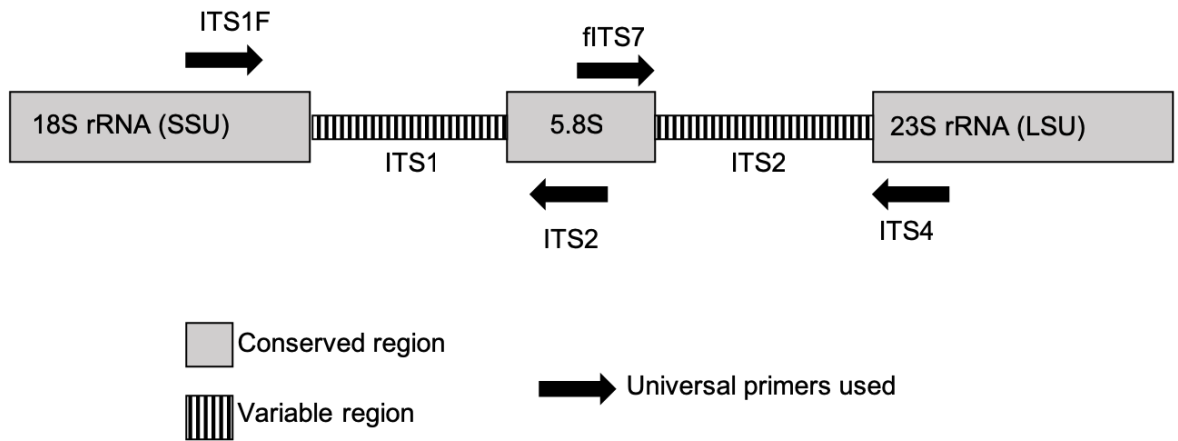 ITS1F
fITS7
18S rRNA (SSU)
5.8S
23S rRNA (LSU)
ITS1
ITS2
ITS2
ITS4
Conserved region
Universal primers used
Variable region